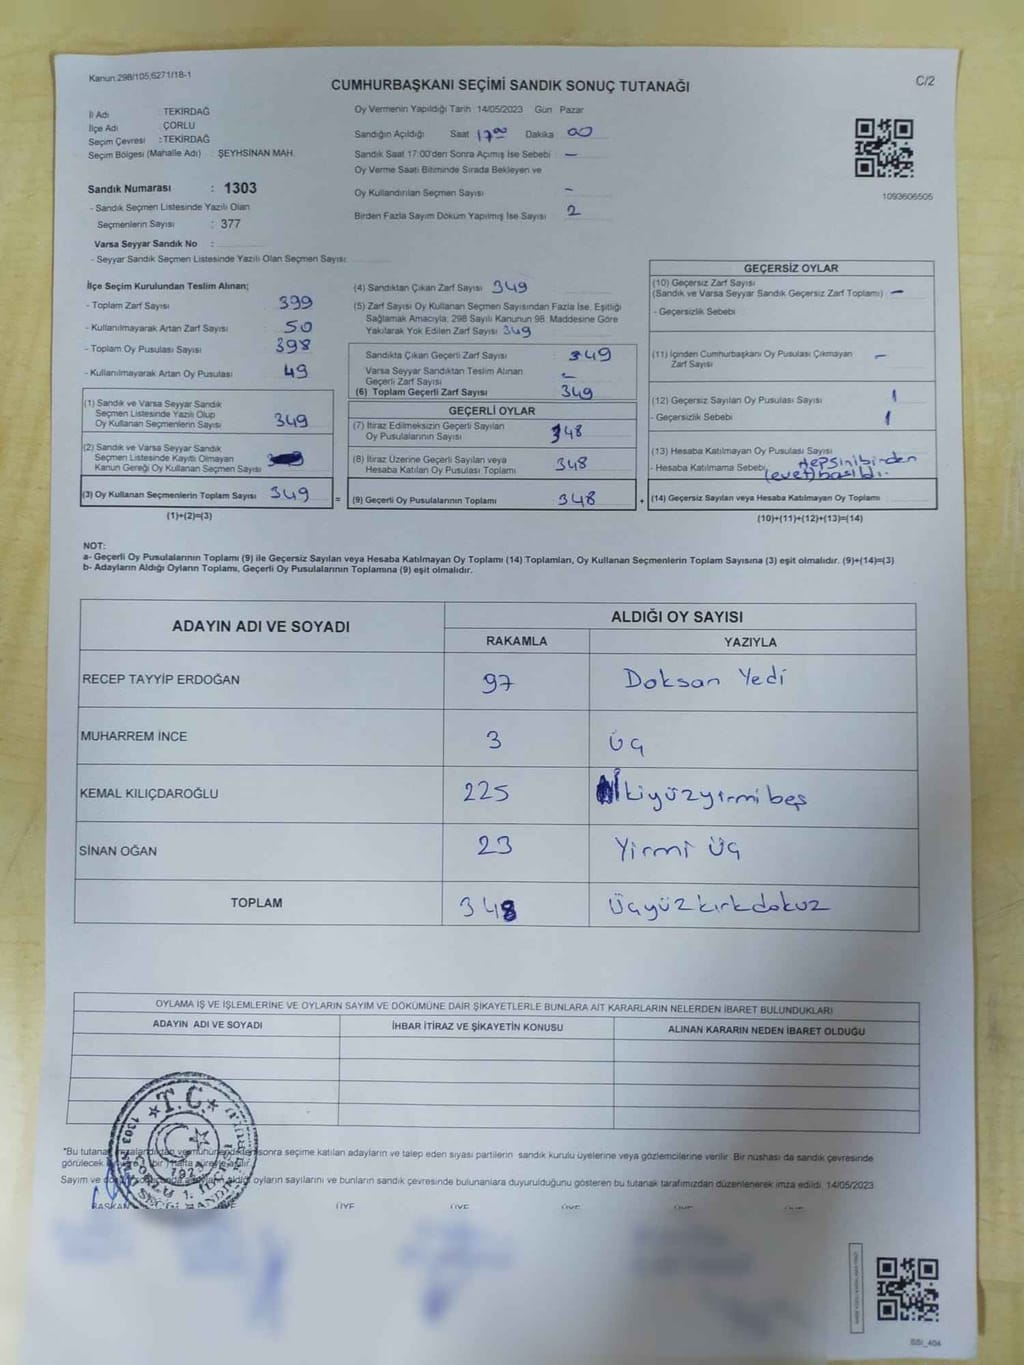 Kanun:298/105;6271/18-1
CUMHURBAŞKANI SEÇİMİ SANDIK SONUÇ TUTANAĞI
C/2
İl Adı : TEKİRDAĞ
İlçe Adı : ÇORLU
Seçim Çevresi : TEKİRDAĞ
Seçim Bölgesi (Mahalle Adı) : ŞEYHSİNAN MAH.
Sandık Numarası : 1303
- Sandık Seçmen Listesinde Yazılı Olan
Seçmenlerin Sayısı : 377
Varsa Seyyar Sandık No :
- Seyyar Sandık Seçmen Listesinde Yazılı Olan Seçmen Sayısı:
Oy Vermenin Yapıldığı Tarih :14/05/2023 Gün : Pazar
Sandığın Açıldığı Saat : 17:00 Dakika : 00
Sandık Saat 17:00'den Sonra Açımış İse Sebebi : —
Oy Verme Saati Bitiminde Sırada Bekleyen ve
Oy Kullandırılan Seçmen Sayısı : –
Birden Fazla Sayım Döküm Yapılmış İse Sayısı : 2
1093606505
İlçe Seçim Kurulundan Teslim Alınan;
- Toplam Zarf Sayısı : 399
- Kullanılmayarak Artan Zarf Sayısı : 50
- Toplam Oy Pusulası Sayısı : 398
- Kullanılmayarak Artan Oy Pusulası : 49
(1) Sandık ve Varsa Seyyar Sandık
Seçmen Listesinde Yazılı Olup
Oy Kullanan Seçmenlerin Sayısı : 349
(2) Sandık ve Varsa Seyyar Sandık
Seçmen Listesinde Kayıtlı Olmayan
Kanun Gereği Oy Kullanan Seçmen Sayısı :
(3) Oy Kullanan Seçmenlerin Toplam Sayısı : 349
(1)+(2)=(3)
(4) Sandıktan Çıkan Zarf Sayısı : 349
(5) Zarf Sayısı Oy Kullanan Seçmen Sayısından Fazla İse, Eşitliği
Sağlamak Amacıyla; 298 Sayılı Kanunun 98. Maddesine Göre
Yakılarak Yok Edilen Zarf Sayısı : 349
Sandıkta Çıkan Geçerli Zarf Sayısı : 349
Varsa Seyyar Sandıktan Teslim Alınan
Geçerli Zarf Sayısı : –
(6) Toplam Geçerli Zarf Sayısı : 349
GEÇERLİ OYLAR
(7) İtiraz Edilmeksizin Geçerli Sayılan
Oy Pusulalarının Sayısı : 348
(8) İtiraz Üzerine Geçerli Sayılan veya
Hesaba Katılan Oy Pusulası Toplamı : 348
= (9) Geçerli Oy Pusulalarının Toplamı : 348 +
GEÇERSİZ OYLAR
(10) Geçersiz Zarf Sayısı
(Sandık ve Varsa Seyyar Sandık Geçersiz Zarf Toplamı) : –
- Geçersizlik Sebebi :
(11) İçinden Cumhurbaşkanı Oy Pusulası Çıkmayan : –
Zarf Sayısı
(12) Geçersiz Sayılan Oy Pusulası Sayısı : 1
- Geçersizlik Sebebi : 1
(13) Hesaba Katılmayan Oy Pusulası Sayısı :
- Hesaba Katılmama Sebebi : Hepsinibirden
(evet) basıldı.
(14) Geçersiz Sayılan veya Hesaba Katılmayan Oy Toplamı :
(10)+(11)+(12)+(13)=(14)
NOT:
a- Geçerli Oy Pusulalarının Toplamı (9) ile Geçersiz Sayılan veya Hesaba Katılmayan Oy Toplamı (14) Toplamları, Oy Kullanan Seçmenlerin Toplam Sayısına (3) eşit olmalıdır. (9)+(14)=(3)
b- Adayların Aldığı Oyların Toplamı, Geçerli Oy Pusulalarının Toplamına (9) eşit olmalıdır.
ADAYIN ADI VE SOYADI
ALDIĞI OY SAYISI
RAKAMLA YAZIYLA
RECEP TAYYİP ERDOĞAN 97 Doksan Yedi
MUHARREM İNCE 3 Üç
KEMAL KILIÇDAROĞLU 225 İkiyüzyirmibeş
SİNAN OĞAN 23 Yirmi Üç
TOPLAM 348 Üçyüzkırkdokuz
OYLAMA İŞ VE İŞLEMLERİNE VE OYLARIN SAYIM VE DÖKÜMÜNE DAİR ŞİKAYETLERLE BUNLARA AİT KARARLARIN NELERDEN İBARET BULUNDUKLARI
ADAYIN ADI VE SOYADI İHBAR İTİRAZ VE ŞİKAYETİN KONUSU ALINAN KARARIN NEDEN İBARET OLDUĞU
T.C.
1303
1923
*Bu tutanak sonra seçime katılan adayların ve talep eden siyasi partilerin sandık kurulu üyelerine veya gözlemcilerine verilir. Bir nüshası da sandık çevresinde
görülecek
Sayım ve aldığı oyların sayılarını ve bunların sandık çevresinde bulunanlara duyurulduğunu gösteren bu tutanak tarafımızdan düzenlenerek imza edildi. 14/05/2023
BAŞKAN ÜYE ÜYE ÜYE ÜYE ÜYE